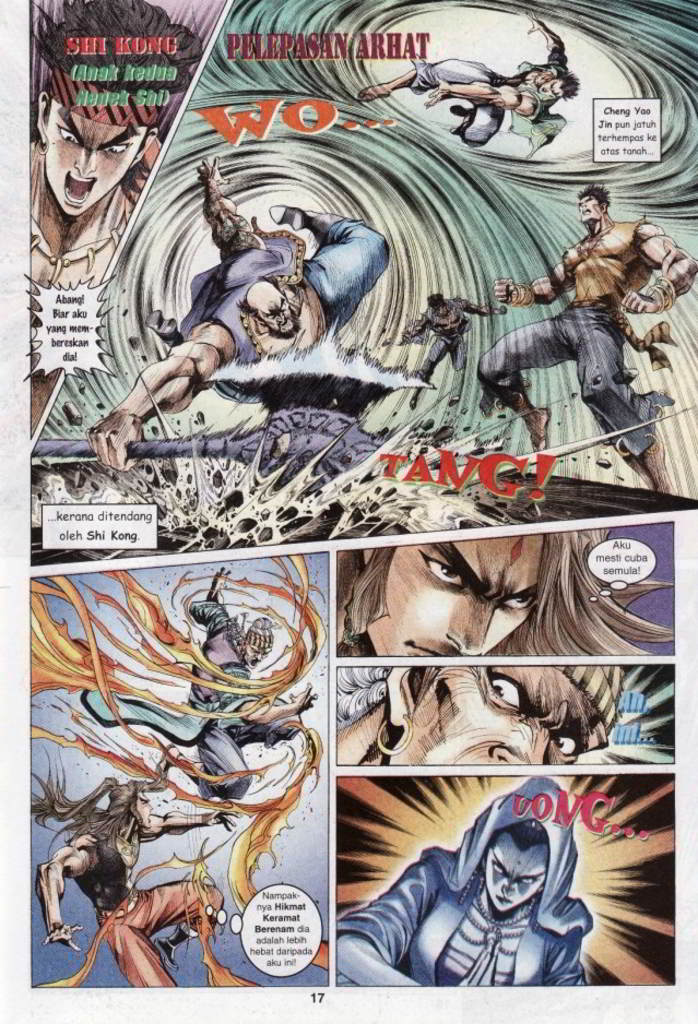 SHI KONG
(Anak kedua
Nenek Shi)
PELEPASAN ARHAT
WO...
Cheng Yao
Jin pun jatuh
terhempas ke
atas tanah...
Abang!
Biar aku
yang mem-
bereskan
dia!
TANG!
...kerana ditendang
oleh Shi Kong.
Aku
mesti cuba
semula!
Nampak-
nya Hikmat
Keramat
Berenam dia
adalah lebih
hebat daripada
aku ini!
17